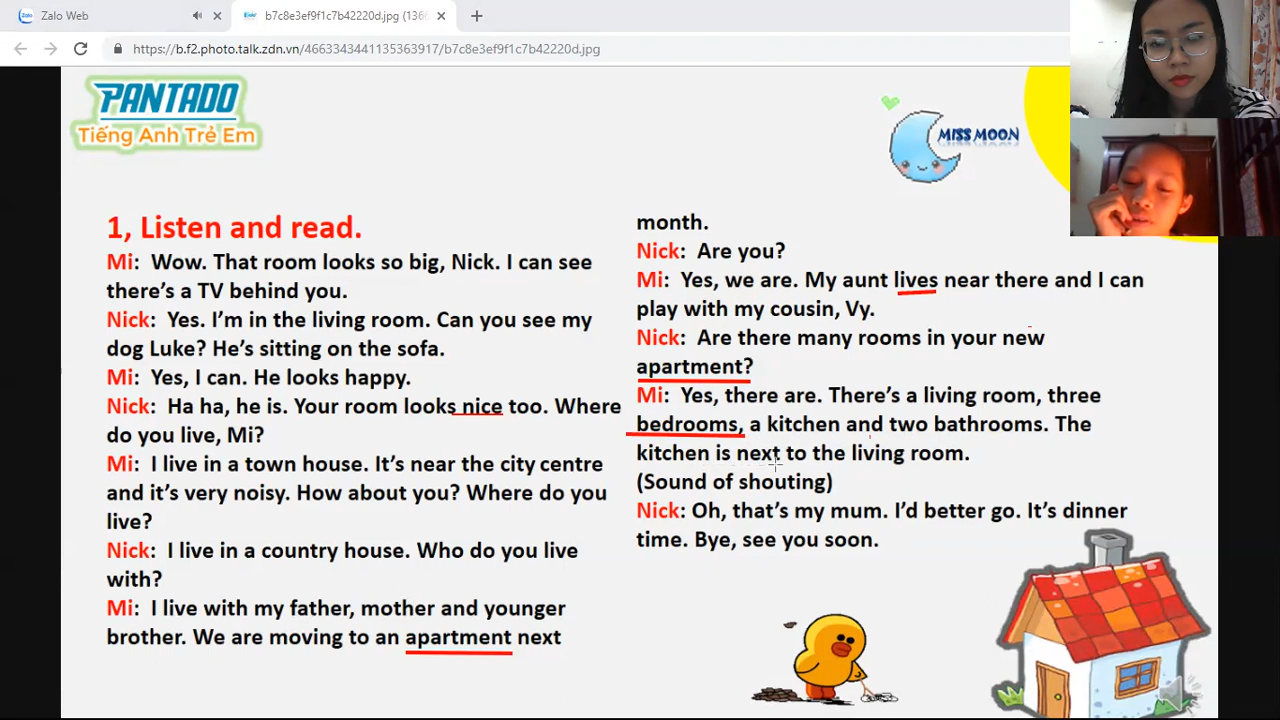 Zalo Web
b7c8e3ef9f1c7b42220d.jpg (1366
https://b.f2.photo.talk.zdn.vn/4663343441135363917/b7c8e3ef9f1c7b42220d.jpg
PANTADO
Tiếng Anh Trẻ Em
MISS MOON
1, Listen and read.
Mi: Wow. That room looks so big, Nick. I can see
there's a TV behind you.
Nick: Yes. I'm in the living room. Can you see my
dog Luke? He's sitting on the sofa.
Mi: Yes, I can. He looks happy.
Nick: Ha ha, he is. Your room looks nice too. Where
do you live, Mi?
Mi: I live in a town house. It's near the city centre
and it's very noisy. How about you? Where do you
live?
Nick: I live in a country house. Who do you live
with?
Mi: I live with my father, mother and younger
brother. We are moving to an apartment next
month.
Nick: Are you?
Mi: Yes, we are. My aunt lives near there and I can
play with my cousin, Vy.
Nick: Are there many rooms in your new
apartment?
Mi: Yes, there are. There's a living room, three
bedrooms, a kitchen and two bathrooms. The
kitchen is next to the living room.
(Sound of shouting)
Nick: Oh, that's my mum. I'd better go. It's dinner
time. Bye, see you soon.